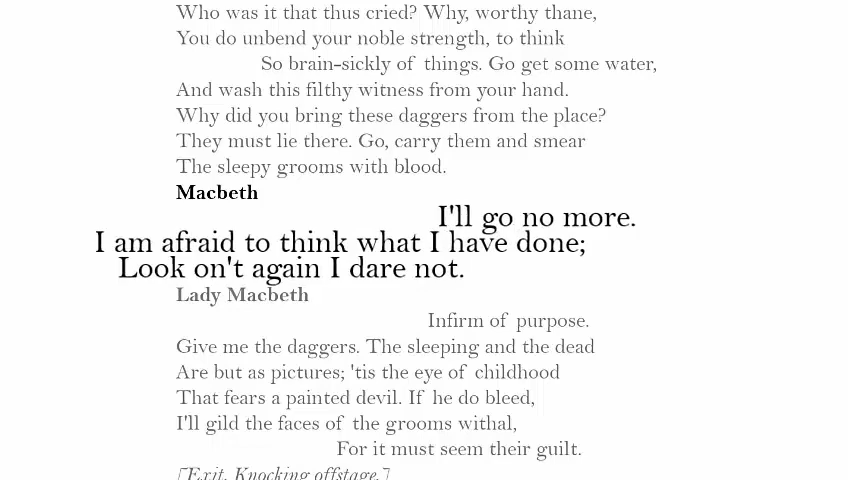 Who was it that thus cried? Why, worthy thane,
You do unbend your noble strength, to think
So brain-sickly of things. Go get some water,
And wash this filthy witness from your hand.
Why did you bring these daggers from the place?
They must lie there. Go, carry them and smear
The sleepy grooms with blood.
Macbeth
I'll go no more.
I am afraid to think what I have done;
Look on't again I dare not.
Lady Macbeth
Infirm of purpose.
Give me the daggers. The sleeping and the dead
Are but as pictures; 'tis the eye of childhood
That fears a painted devil. If he do bleed,
I'll gild the faces of the grooms withal,
For it must seem their guilt.
[Exit. Knocking offstage.]